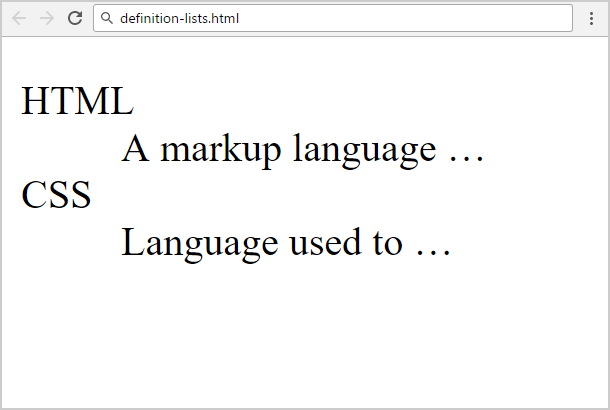 definition-lists.html
HTML
A markup language …
CSS
Language used to …